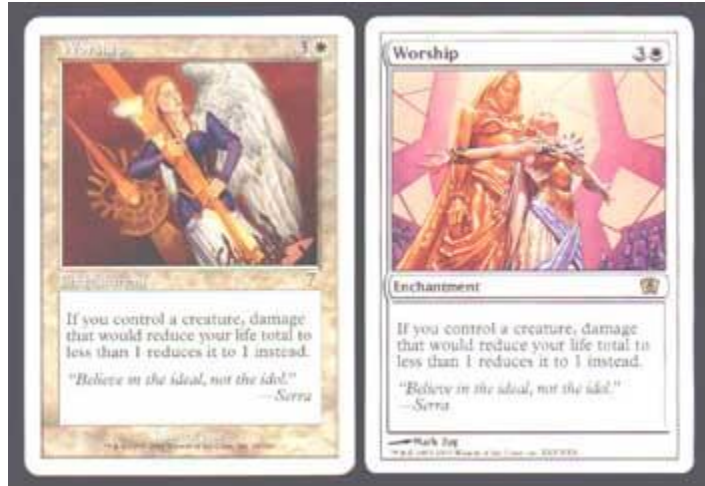 Worship 3
If you control a creature, damage
that would reduce your life total to
less than 1 reduces it to 1 instead.
"Believe in the ideal, not the idol."
—Serra
7
Worship 3
Enchantment
If you control a creature, damage
that would reduce your life total to
less than 1 reduces it to 1 instead.
"Believe in the ideal, not the idol."
—Serra